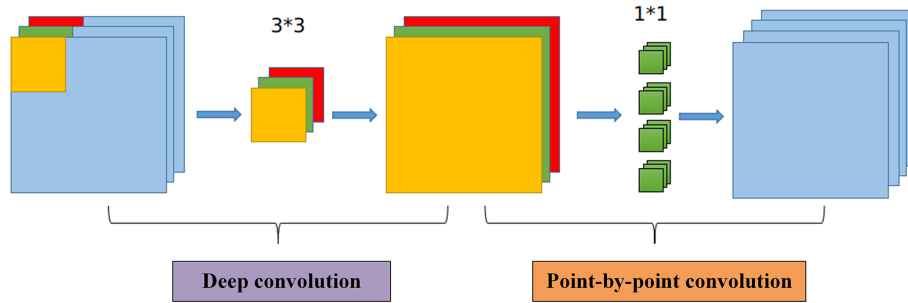 3*3
1*1
Deep convolution
Point-by-point convolution